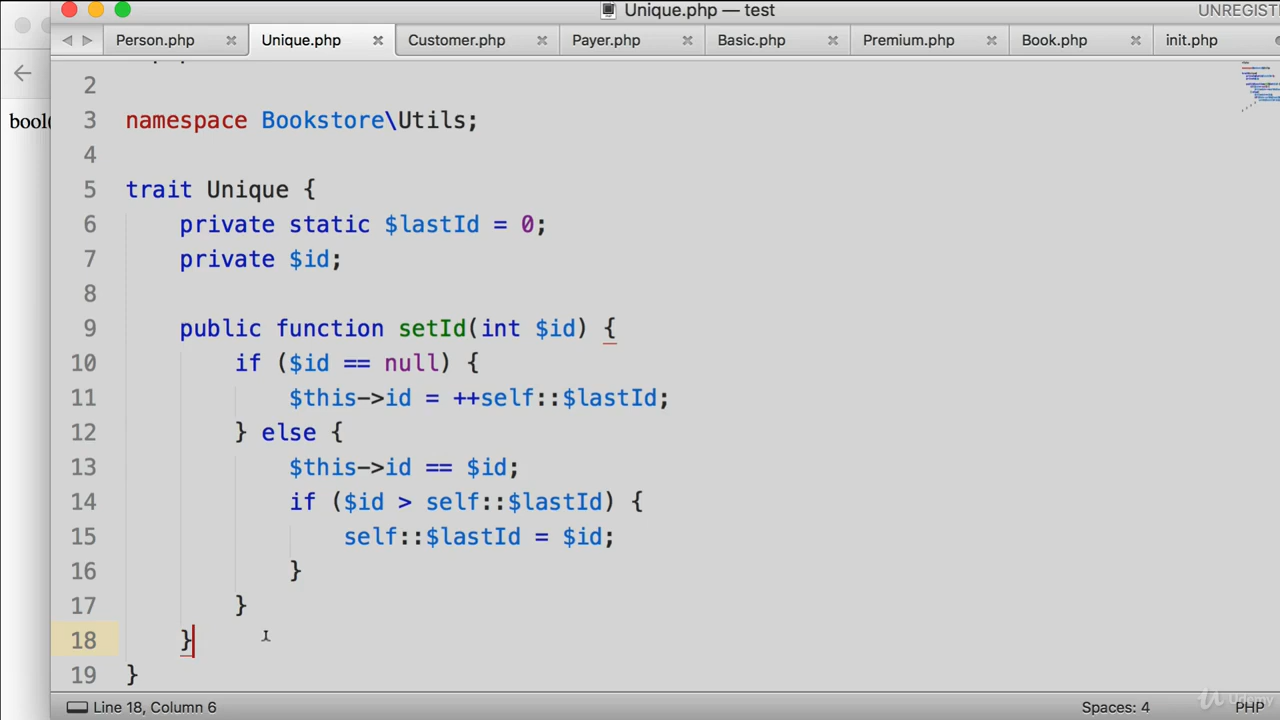 Unique.php — test
UNREGIST
Person.php
Unique.php
Customer.php
Payer.php
Basic.php
Premium.php
Book.php
init.php
bool(
2
3 namespace Bookstore\Utils;
4
5 trait Unique {
6 private static $lastId = 0;
7 private $id;
8
9 public function setId(int $id) {
10 if ($id == null) {
11 $this->id = ++self::$lastId;
12 } else {
13 $this->id == $id;
14 if ($id > self::$lastId) {
15 self::$lastId = $id;
16 }
17 }
18 }
19 }
Line 18, Column 6
Spaces: 4
PHP
Udemy